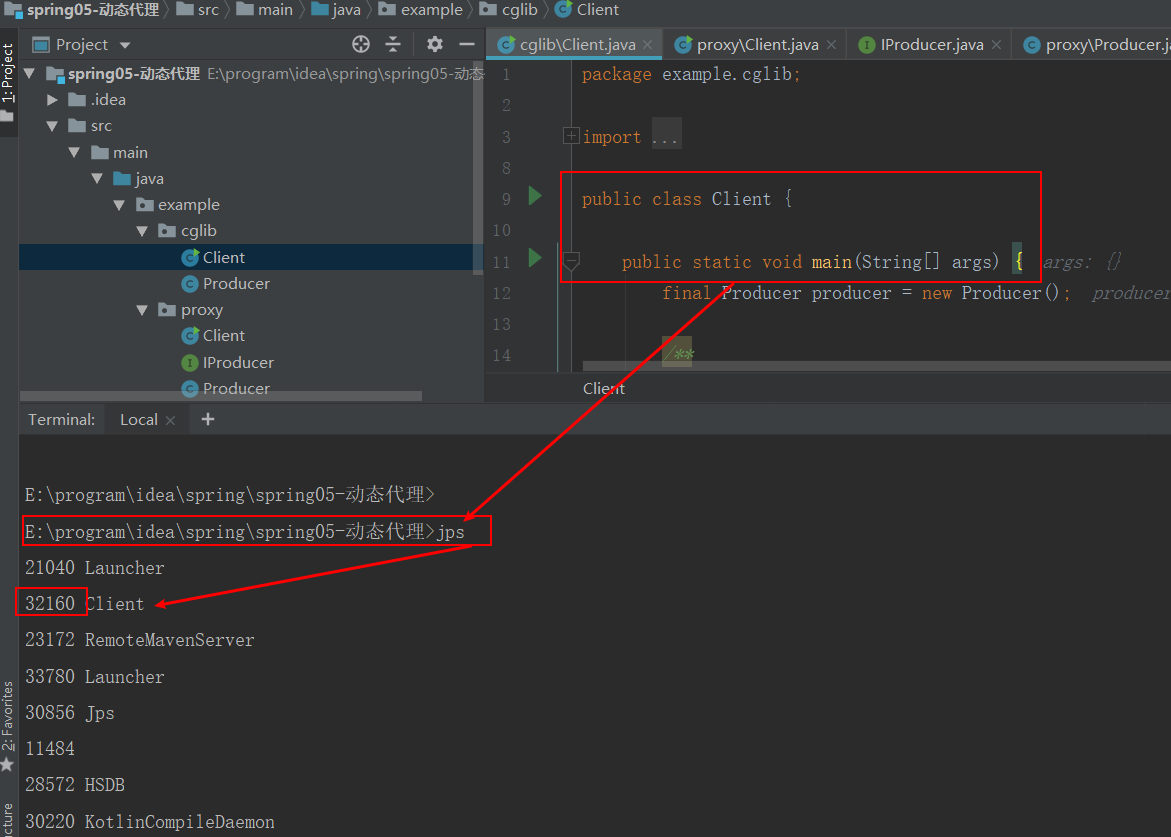 spring05-动态代理 src main java example cglib Client
1: Project
Project
spring05-动态代理 E:\program\idea\spring\spring05-动态
.idea
src
main
java
example
cglib
Client
Producer
proxy
Client
IProducer
Producer
cglib\Client.java proxy\Client.java IProducer.java proxy\Producer.ja
1 package example.cglib;
2
3 import ...
8
9 public class Client {
10
11 public static void main(String[] args) { args: {}
12 final Producer producer = new Producer(); producer
13
14 /**
Client
Terminal: Local +
E:\program\idea\spring\spring05-动态代理>
E:\program\idea\spring\spring05-动态代理>jps
21040 Launcher
32160 Client
23172 RemoteMavenServer
33780 Launcher
30856 Jps
11484
28572 HSDB
30220 KotlinCompileDaemon
2: Favorites
cture